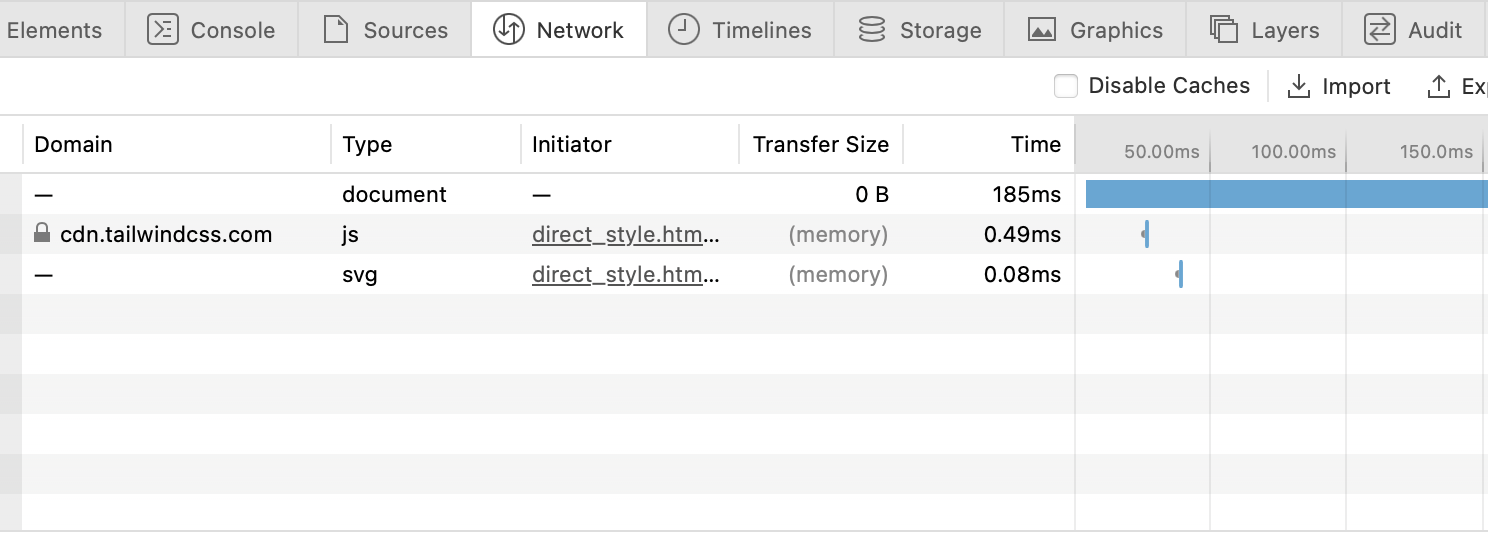 Elements Console Sources Network Timelines Storage Graphics Layers Audit
Disable Caches Import Exp
Domain Type Initiator Transfer Size Time 50.00ms 100.00ms 150.0ms
— document — 0 B 185ms
cdn.tailwindcss.com js direct_style.htm... (memory) 0.49ms
— svg direct_style.htm... (memory) 0.08ms